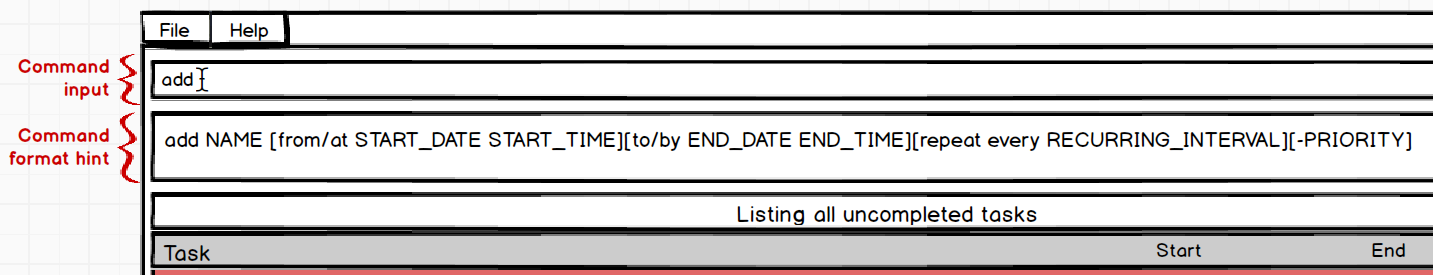 File Help
Command
input
add
Command
format hint
add NAME [from/at START_DATE START_TIME][to/by END_DATE END_TIME][repeat every RECURRING_INTERVAL][-PRIORITY]
Listing all uncompleted tasks
Task Start End